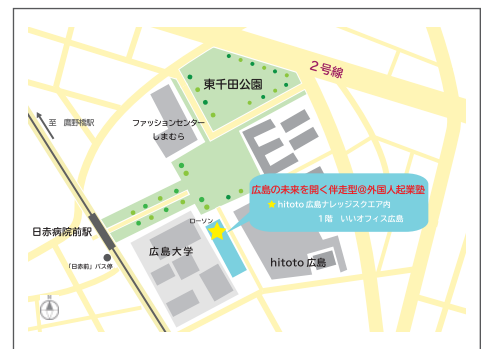 2号線
東千田公園
至 鷹野橋駅
ファッションセンター
しまむら
広島の未来を開く伴走型@外国人起業塾
hitoto 広島ナレッジスクエア内
1階 いいオフィス広島
ローソン
日赤病院前駅
広島大学
「日赤前」バス停
hitoto 広島